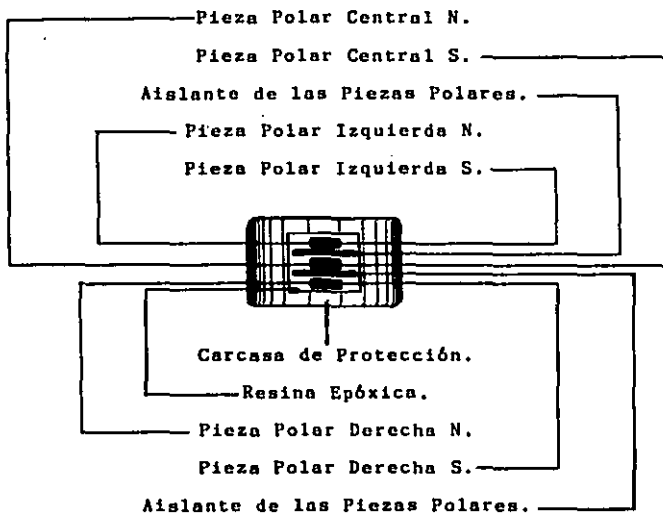 Pieza Polar Central N.
Pieza Polar Central S.
Aislante de las Piezas Polares.
Pieza Polar Izquierda N.
Pieza Polar Izquierda S.
Carcasa de Protección.
Resina Epóxica.
Pieza Polar Derecha N.
Pieza Polar Derecha S.
Aislante de las Piezas Polares.